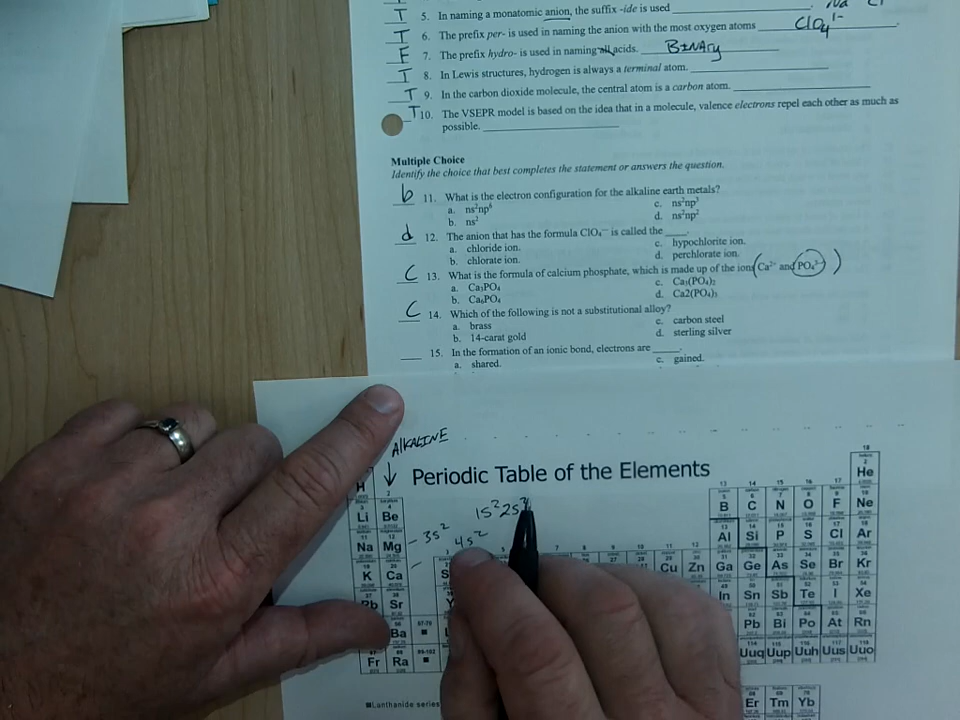 T 5. In naming a monatomic anion, the suffix -ide is used ________. Na Cl
T 6. The prefix per- is used in naming the anion with the most oxygen atoms ClO4 1-
F 7. The prefix hydro- is used in naming all acids. BINARY
T 8. In Lewis structures, hydrogen is always a terminal atom. ________
T 9. In the carbon dioxide molecule, the central atom is a carbon atom. ________
T 10. The VSEPR model is based on the idea that in a molecule, valence electrons repel each other as much as
possible. ________
Multiple Choice
Identify the choice that best completes the statement or answers the question.
b 11. What is the electron configuration for the alkaline earth metals?
a. ns²np⁶ c. ns²np³
b. ns² d. ns²np²
d 12. The anion that has the formula ClO₄⁻ is called the ____.
a. chloride ion. c. hypochlorite ion.
b. chlorate ion. d. perchlorate ion.
C 13. What is the formula of calcium phosphate, which is made up of the ions (Ca²⁺ and PO₄³⁻)
a. Ca₃PO₄ c. Ca₃(PO₄)₂
b. Ca₆PO₄ d. Ca2(PO₄)₃
C 14. Which of the following is not a substitutional alloy?
a. brass c. carbon steel
b. 14-carat gold d. sterling silver
___ 15. In the formation of an ionic bond, electrons are _____.
a. shared. c. gained.
ALKALINE
Periodic Table of the Elements
H He
1s² 2s²
Li Be B C N O F Ne
3s²
Na Mg Al Si P S Cl Ar
4s²
K Ca Cu Zn Ga Ge As Se Br Kr
Rb Sr In Sn Sb Te I Xe
Ba Pb Bi Po At Rn
Fr Ra Uuq Uup Uuh Uus Uuo
Lanthanide series Er Tm Yb